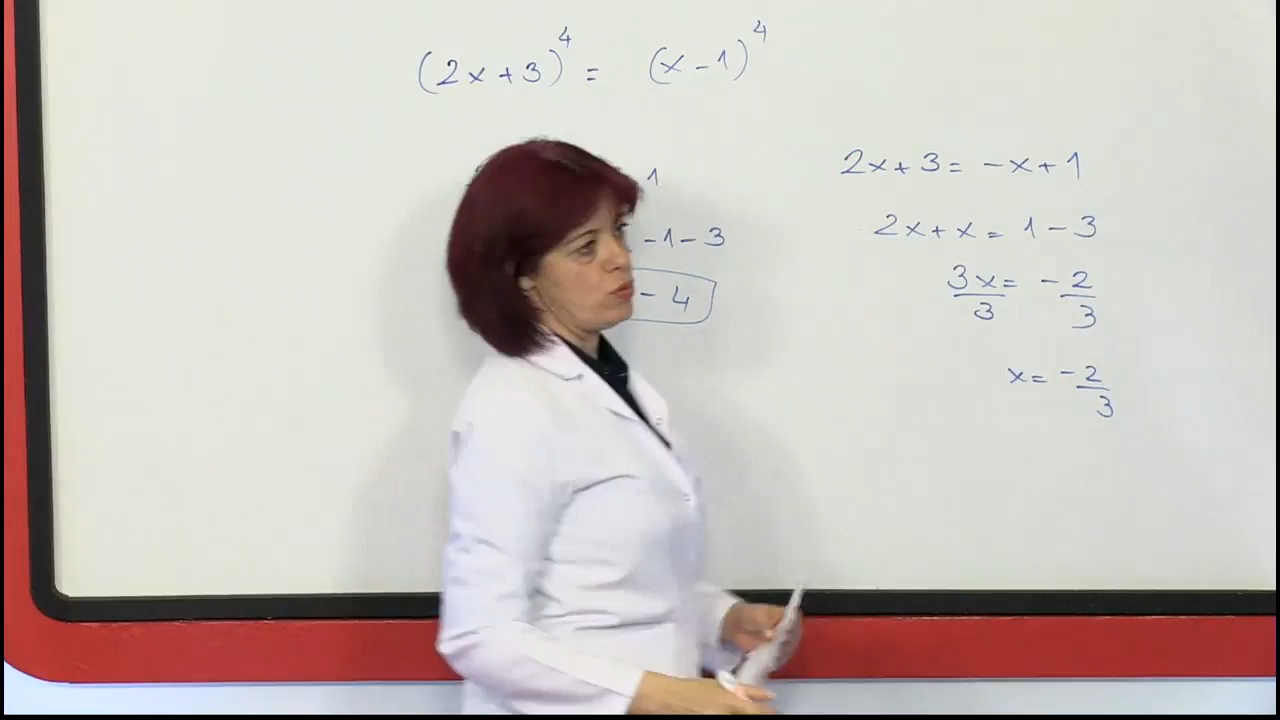 (2x+3)⁴ = (x-1)⁴
1
-1-3
-4
2x+3 = -x+1
2x+x = 1-3
3x/3 = -2/3
x = -2/3